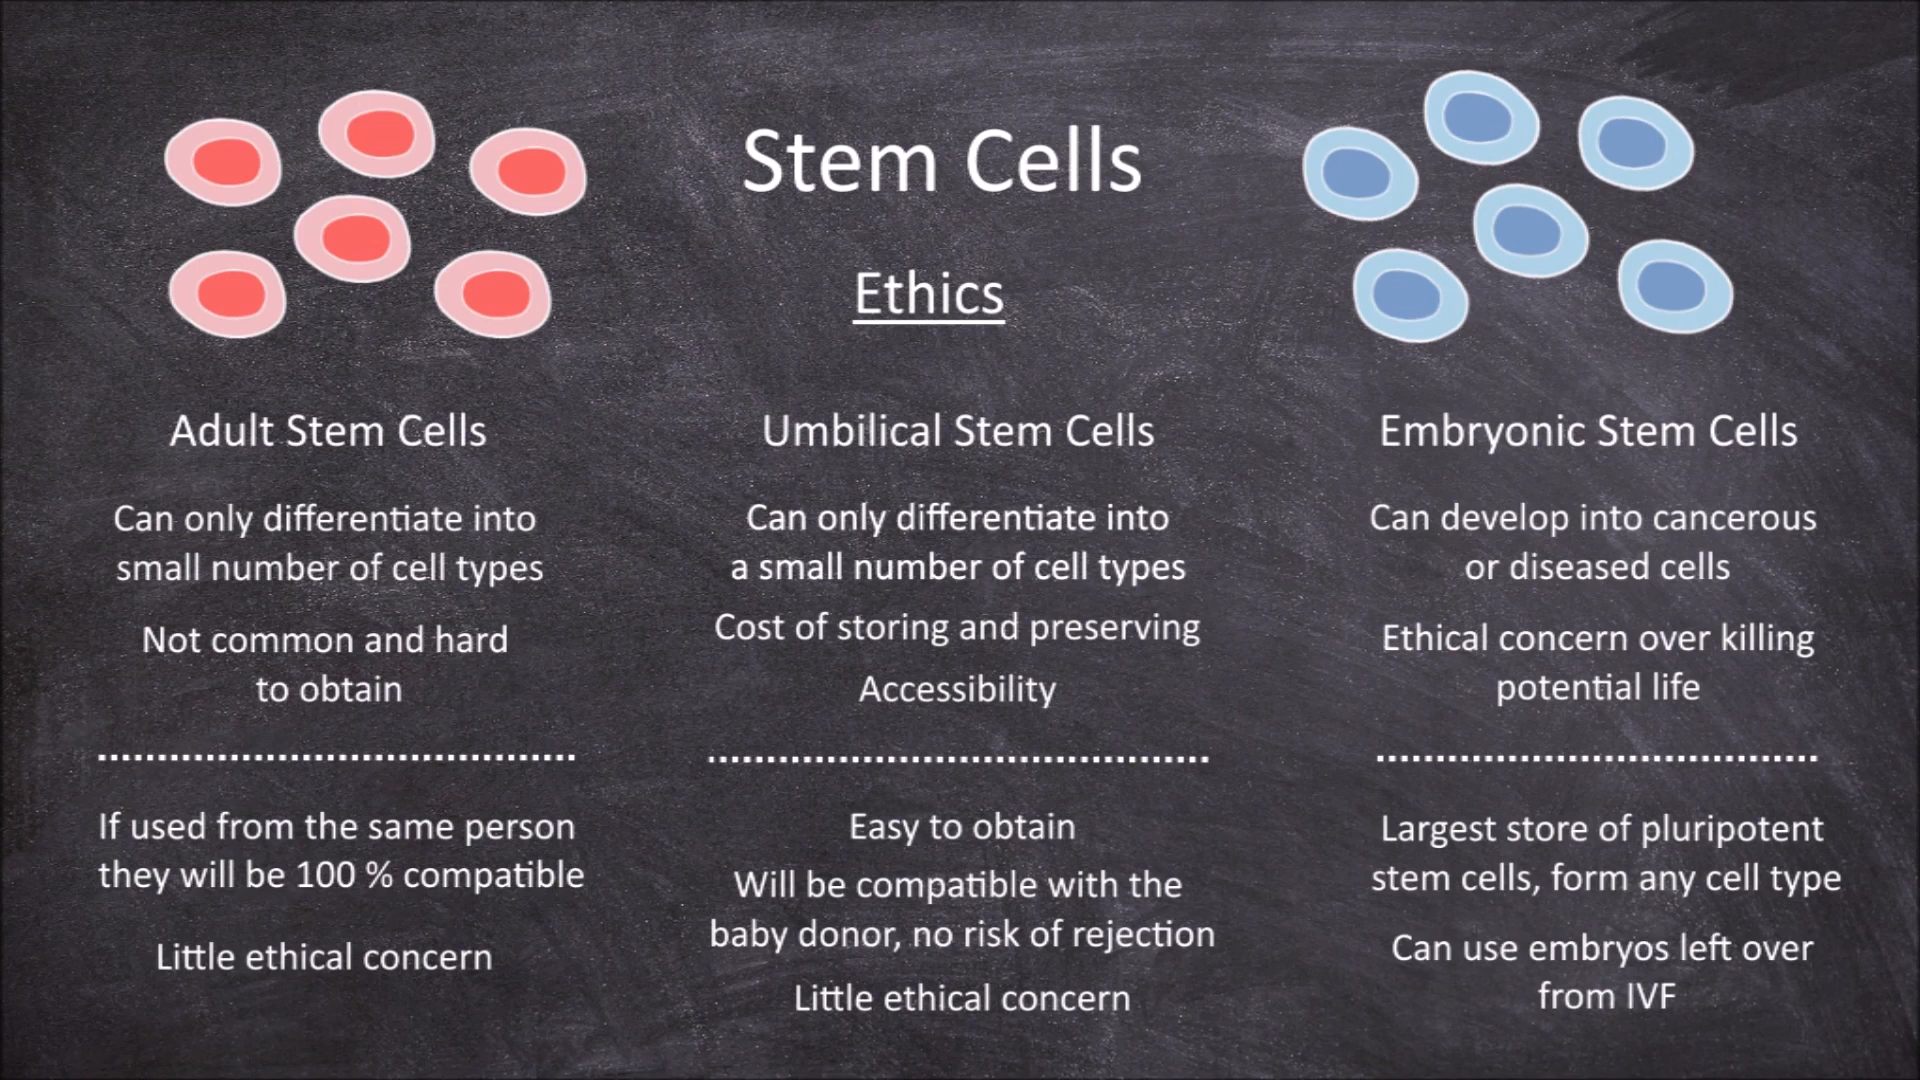 Stem Cells
Ethics
Adult Stem Cells
Can only differentiate into
small number of cell types
Not common and hard
to obtain
If used from the same person
they will be 100 % compatible
Little ethical concern
Umbilical Stem Cells
Can only differentiate into
a small number of cell types
Cost of storing and preserving
Accessibility
Easy to obtain
Will be compatible with the
baby donor, no risk of rejection
Little ethical concern
Embryonic Stem Cells
Can develop into cancerous
or diseased cells
Ethical concern over killing
potential life
Largest store of pluripotent
stem cells, form any cell type
Can use embryos left over
from IVF